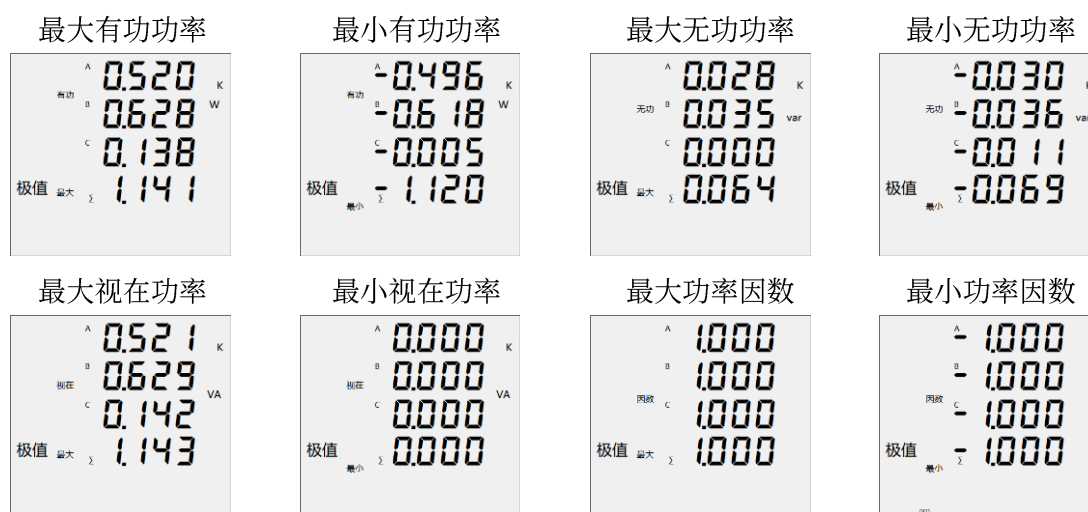 最大有功功率
A 0.520 K
有功
B 0.628 W
C 0.138
极值 最大 Σ 1.141
最小有功功率
A -0.496 K
有功
B -0.618 W
C -0.005
极值 最小 Σ -1.120
最大无功功率
A 0.028 K
无功
B 0.035 var
C 0.000
极值 最大 Σ 0.064
最小无功功率
A -0.030 K
无功
B -0.036 var
C -0.011
极值 最小 Σ -0.069
最大视在功率
A 0.521 K
B 0.629
视在 VA
C 0.142
极值 最大 Σ 1.143
最小视在功率
A 0.000 K
B 0.000
视在 VA
C 0.000
极值 最小 Σ 0.000
最大功率因数
A 1.000
B 1.000
因数
C 1.000
极值 最大 Σ 1.000
最小功率因数
A -1.000
B -1.000
因数
C -1.000
极值 最小 Σ -1.000